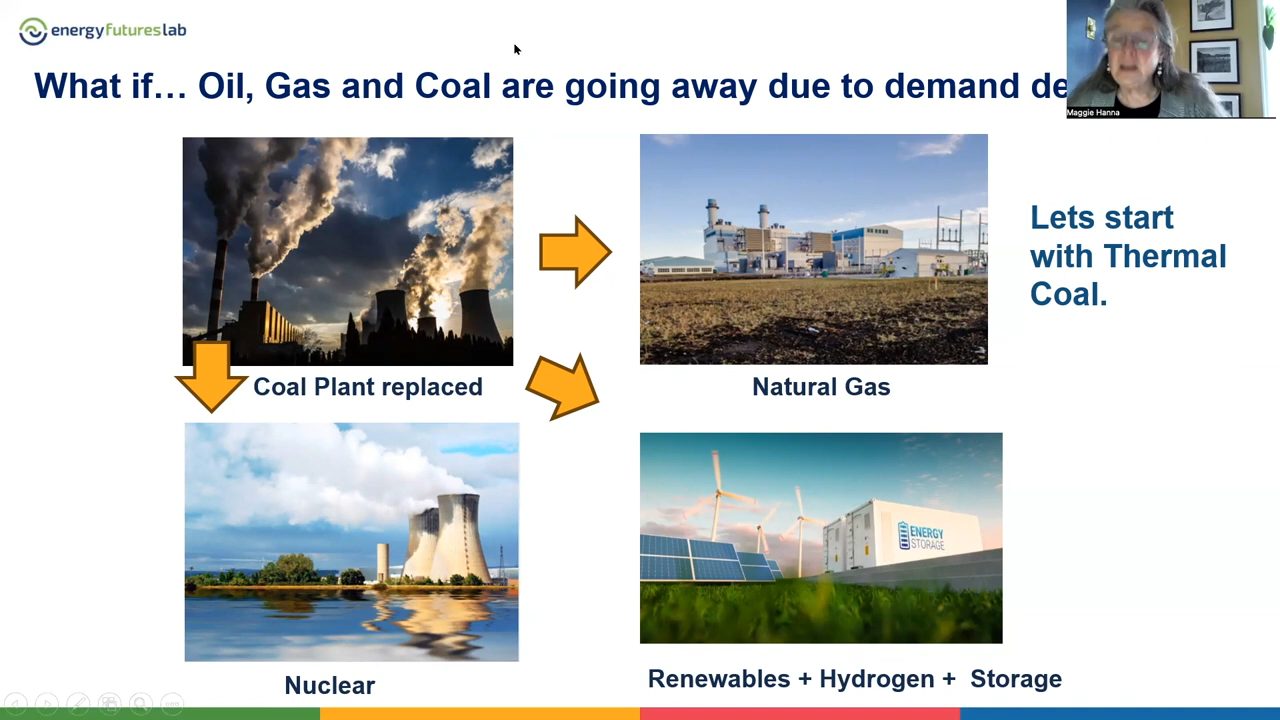 energyfutureslab
What if… Oil, Gas and Coal are going away due to demand de
Maggie Hanna
Lets start
with Thermal
Coal.
Coal Plant replaced
Natural Gas
ENERGY
STORAGE
Nuclear
Renewables + Hydrogen + Storage